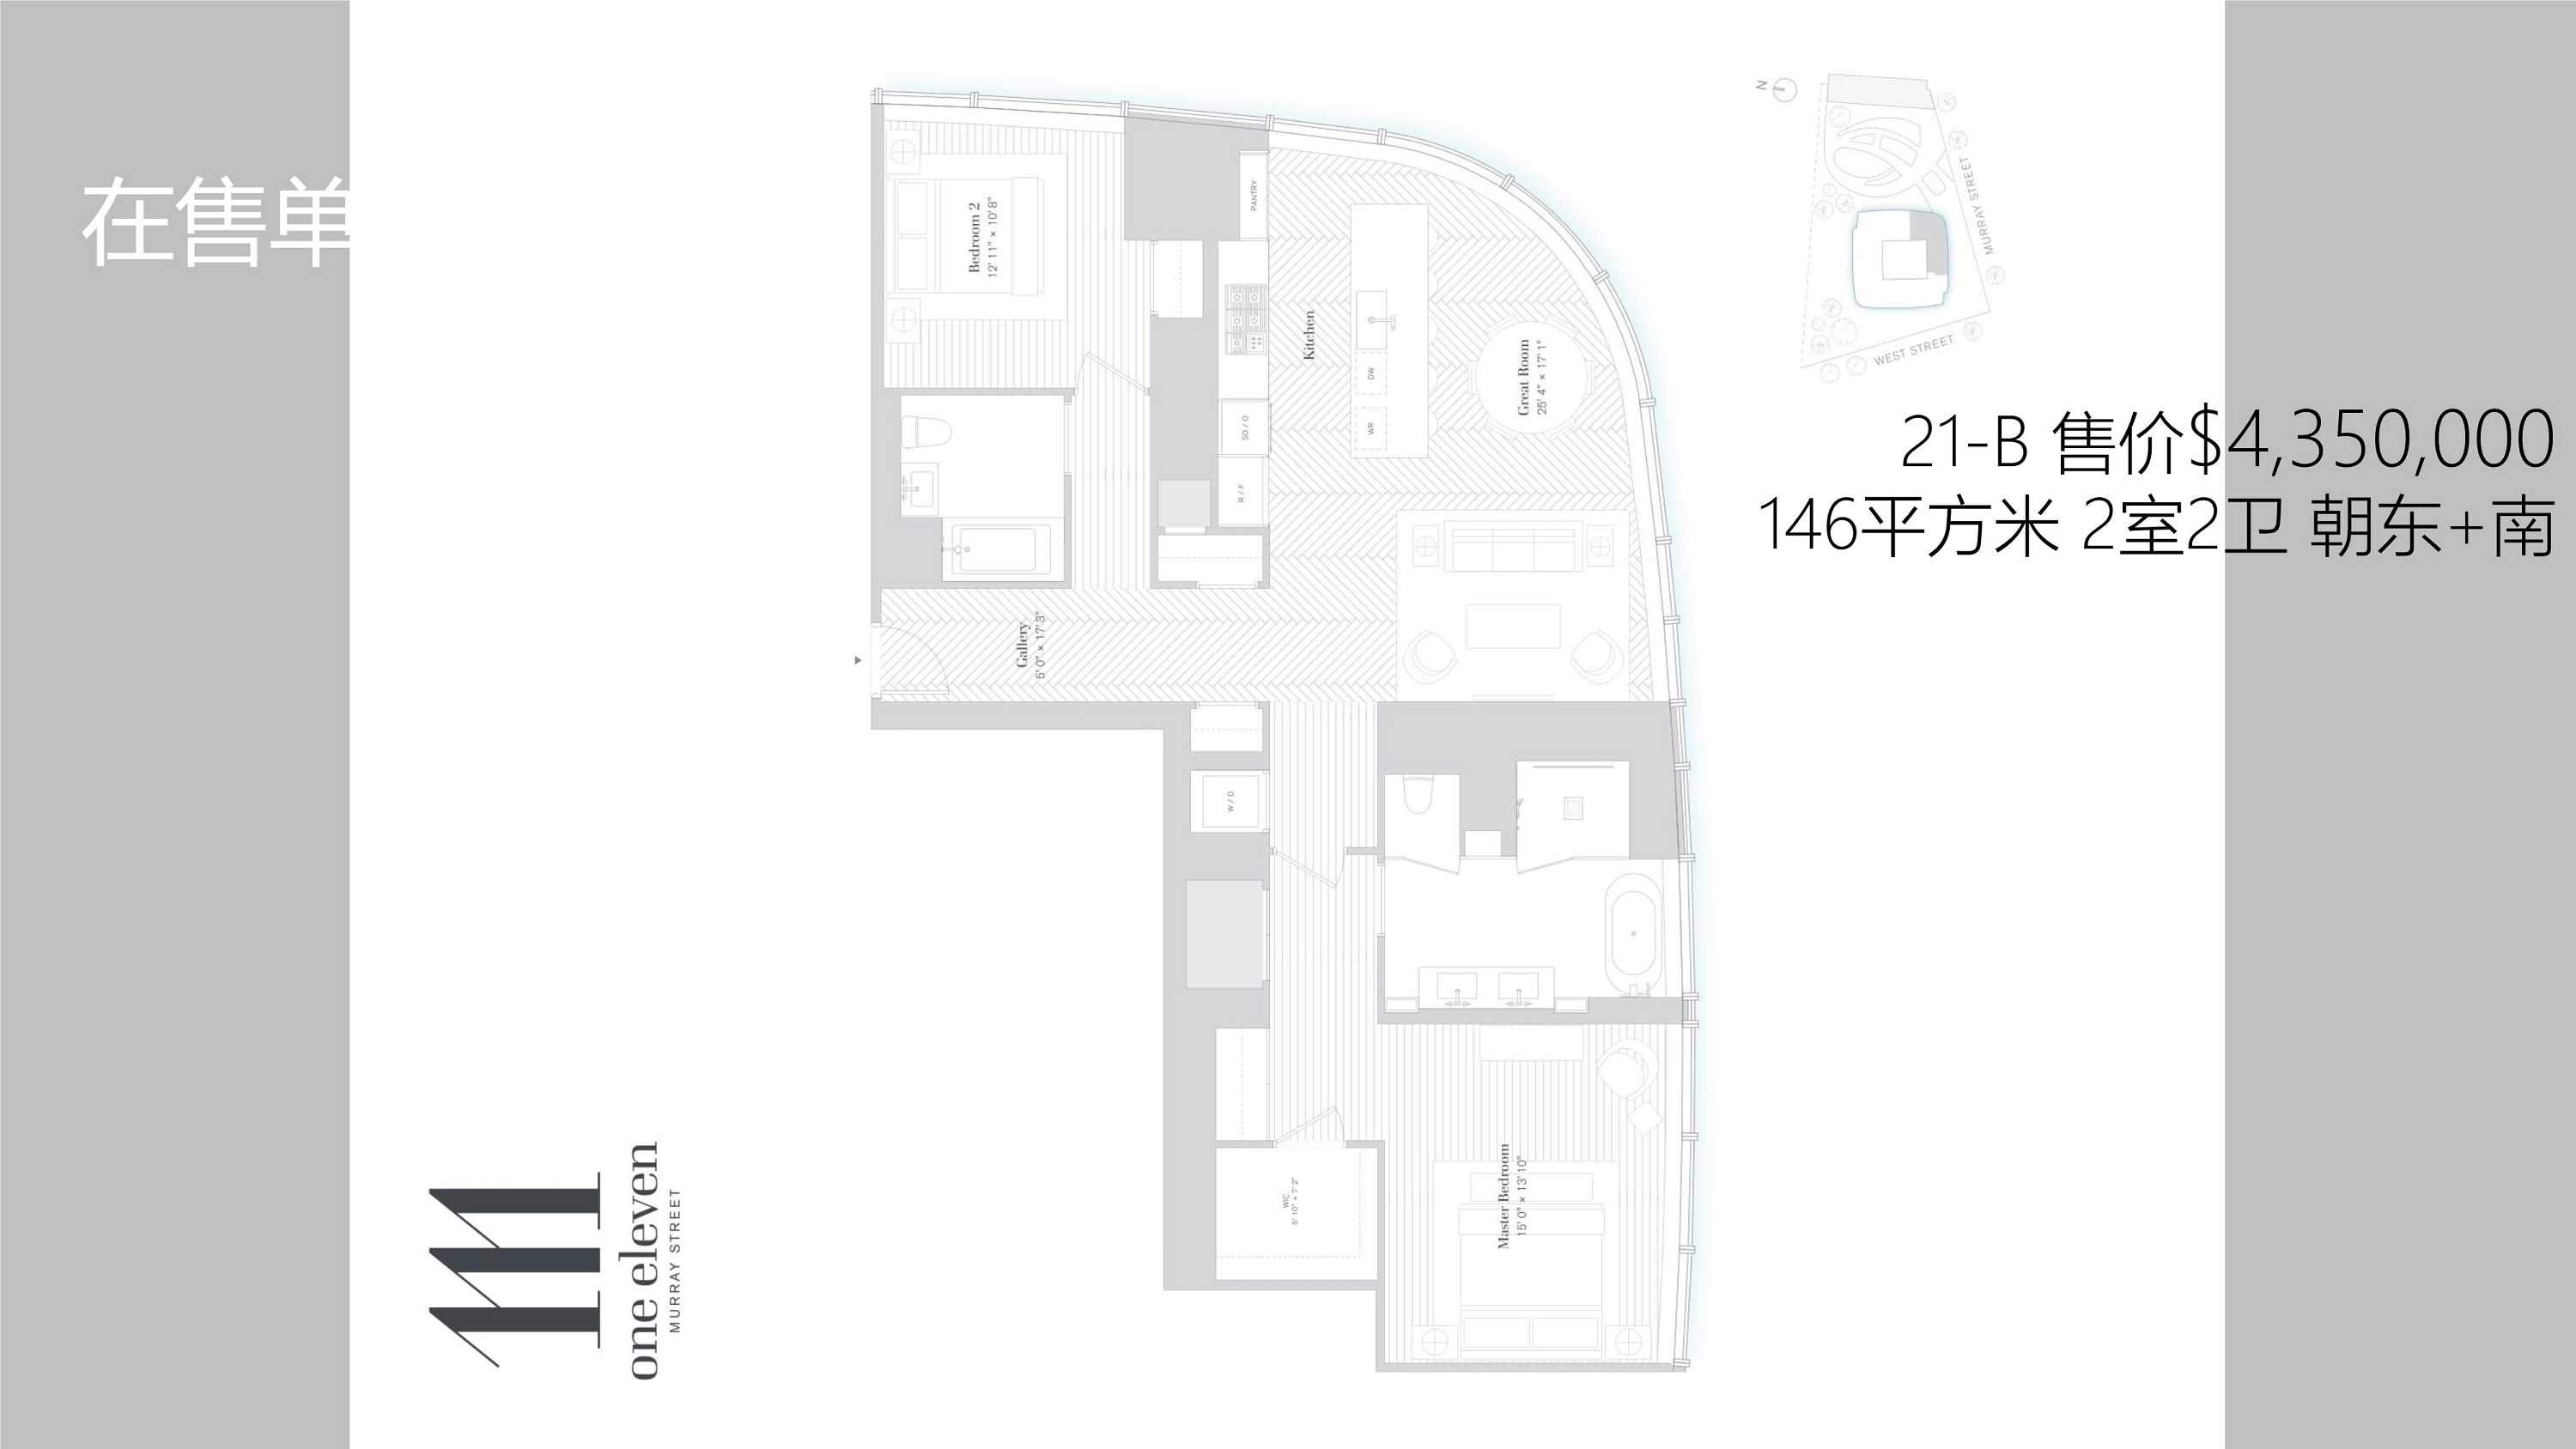 在售单
21-B 售价$4,350,000
146平方米 2室2卫 朝东+南
N
MURRAY STREET
WEST STREET
Bedroom 2
12' 11" × 10' 8"
PANTRY
Kitchen
DW
WR
SO / O
R / F
Great Room
25' 4" × 17' 1"
Gallery
5' 0" × 17' 3"
W / D
WIC
5' 10" × 7' 2"
Master Bedroom
15' 0" × 13' 10"
one eleven
MURRAY STREET